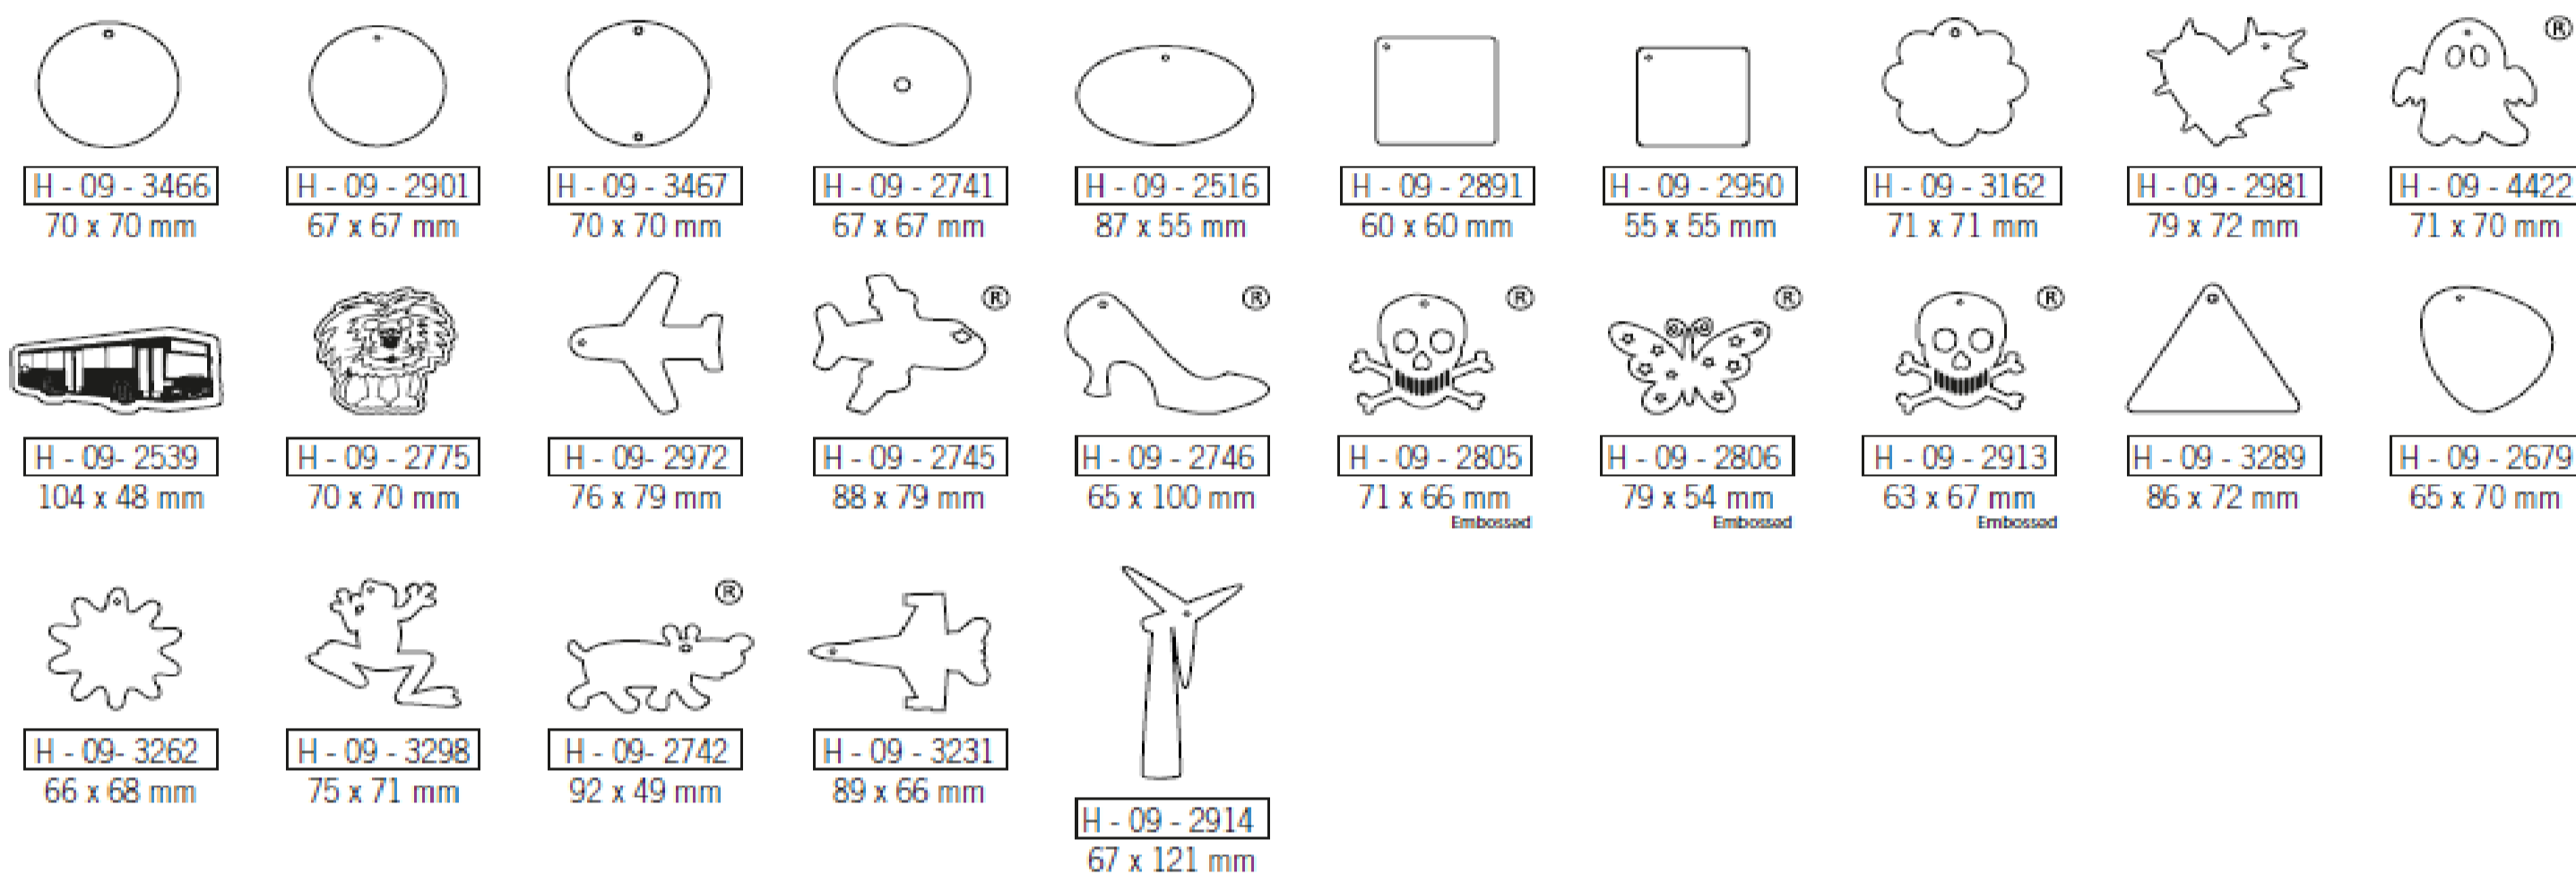 ®
H - 09 - 3466 H - 09 - 2901 H - 09 - 3467 H - 09 - 2741 H - 09 - 2516 H - 09 - 2891 H - 09 - 2950 H - 09 - 3162 H - 09 - 2981 H - 09 - 4422
70 x 70 mm 67 x 67 mm 70 x 70 mm 67 x 67 mm 87 x 55 mm 60 x 60 mm 55 x 55 mm 71 x 71 mm 79 x 72 mm 71 x 70 mm
® ® ® ® ®
H - 09- 2539 H - 09 - 2775 H - 09- 2972 H - 09 - 2745 H - 09 - 2746 H - 09 - 2805 H - 09 - 2806 H - 09 - 2913 H - 09 - 3289 H - 09 - 2679
104 x 48 mm 70 x 70 mm 76 x 79 mm 88 x 79 mm 65 x 100 mm 71 x 66 mm 79 x 54 mm 63 x 67 mm 86 x 72 mm 65 x 70 mm
Embossed Embossed Embossed
®
H - 09- 3262 H - 09 - 3298 H - 09- 2742 H - 09 - 3231
66 x 68 mm 75 x 71 mm 92 x 49 mm 89 x 66 mm
H - 09 - 2914
67 x 121 mm